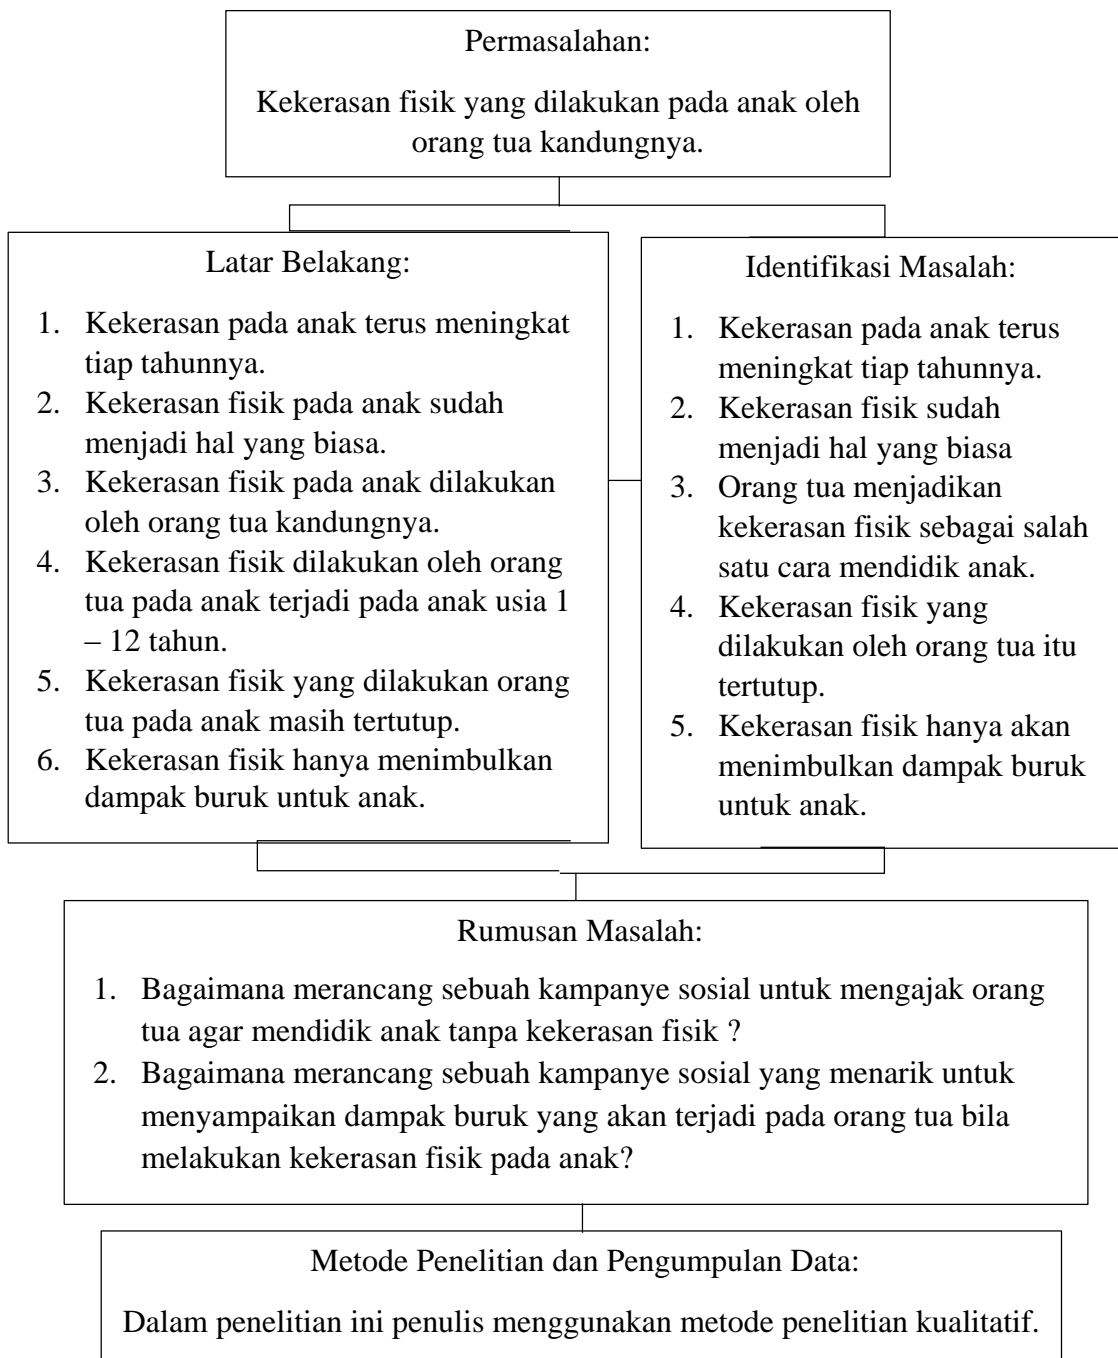 Permasalahan:
Kekerasan fisik yang dilakukan pada anak oleh
orang tua kandungnya.
Latar Belakang:
1. Kekerasan pada anak terus meningkat
tiap tahunnya.
2. Kekerasan fisik pada anak sudah
menjadi hal yang biasa.
3. Kekerasan fisik pada anak dilakukan
oleh orang tua kandungnya.
4. Kekerasan fisik dilakukan oleh orang
tua pada anak terjadi pada anak usia 1
– 12 tahun.
5. Kekerasan fisik yang dilakukan orang
tua pada anak masih tertutup.
6. Kekerasan fisik hanya menimbulkan
dampak buruk untuk anak.
Identifikasi Masalah:
1. Kekerasan pada anak terus
meningkat tiap tahunnya.
2. Kekerasan fisik sudah
menjadi hal yang biasa
3. Orang tua menjadikan
kekerasan fisik sebagai salah
satu cara mendidik anak.
4. Kekerasan fisik yang
dilakukan oleh orang tua itu
tertutup.
5. Kekerasan fisik hanya akan
menimbulkan dampak buruk
untuk anak.
Rumusan Masalah:
1. Bagaimana merancang sebuah kampanye sosial untuk mengajak orang
tua agar mendidik anak tanpa kekerasan fisik ?
2. Bagaimana merancang sebuah kampanye sosial yang menarik untuk
menyampaikan dampak buruk yang akan terjadi pada orang tua bila
melakukan kekerasan fisik pada anak?
Metode Penelitian dan Pengumpulan Data:
Dalam penelitian ini penulis menggunakan metode penelitian kualitatif.